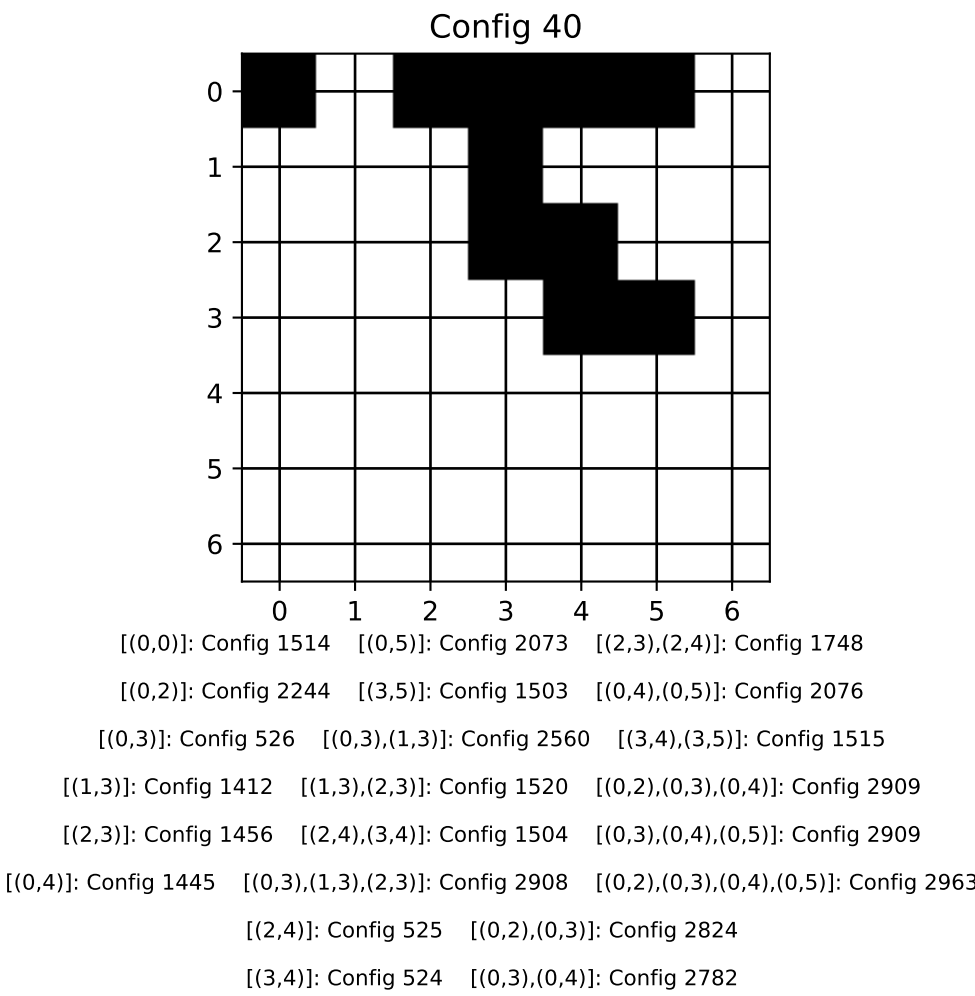 Config 40
0
1
2
3
4
5
6
0 1 2 3 4 5 6
[(0,0)]: Config 1514 [(0,5)]: Config 2073 [(2,3),(2,4)]: Config 1748
[(0,2)]: Config 2244 [(3,5)]: Config 1503 [(0,4),(0,5)]: Config 2076
[(0,3)]: Config 526 [(0,3),(1,3)]: Config 2560 [(3,4),(3,5)]: Config 1515
[(1,3)]: Config 1412 [(1,3),(2,3)]: Config 1520 [(0,2),(0,3),(0,4)]: Config 2909
[(2,3)]: Config 1456 [(2,4),(3,4)]: Config 1504 [(0,3),(0,4),(0,5)]: Config 2909
[(0,4)]: Config 1445 [(0,3),(1,3),(2,3)]: Config 2908 [(0,2),(0,3),(0,4),(0,5)]: Config 2963
[(2,4)]: Config 525 [(0,2),(0,3)]: Config 2824
[(3,4)]: Config 524 [(0,3),(0,4)]: Config 2782